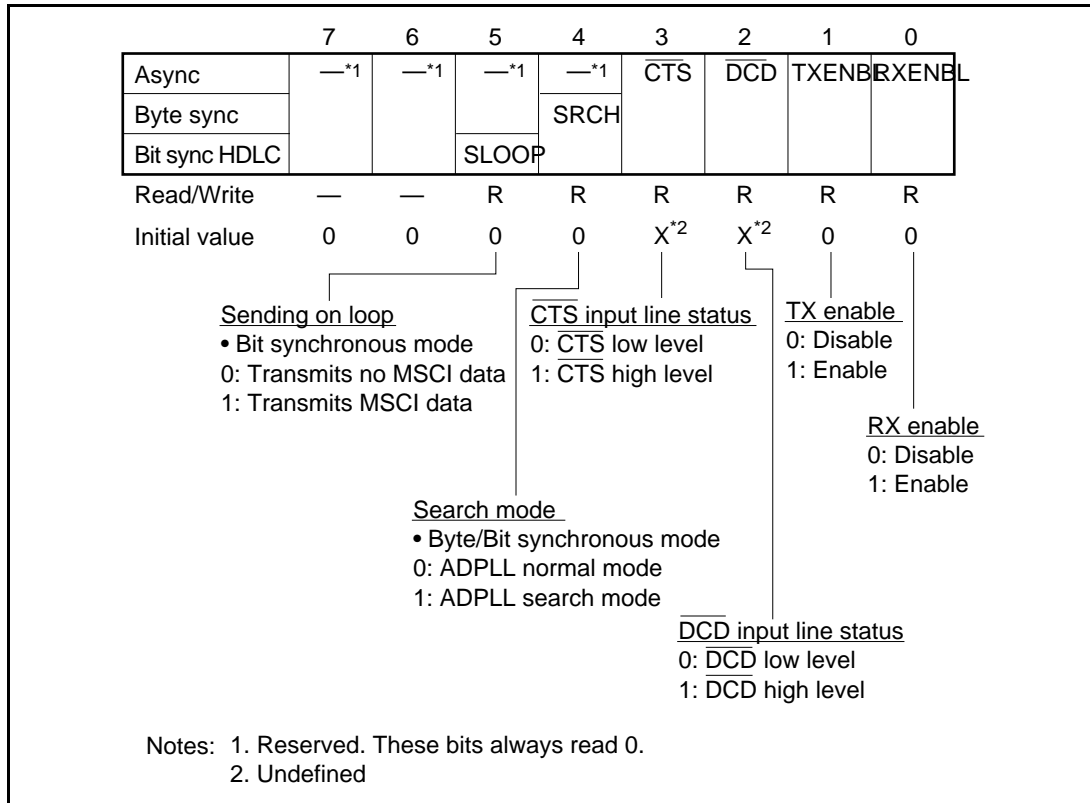 7 6 5 4 3 2 1 0
Async —*1 —*1 —*1 —*1 CTS DCD TXENBL RXENBL
Byte sync SRCH
Bit sync HDLC SLOOP
Read/Write — — R R R R R R
Initial value 0 0 0 0 X*2 X*2 0 0
Sending on loop
• Bit synchronous mode
0: Transmits no MSCI data
1: Transmits MSCI data
CTS input line status
0: CTS low level
1: CTS high level
TX enable
0: Disable
1: Enable
RX enable
0: Disable
1: Enable
Search mode
• Byte/Bit synchronous mode
0: ADPLL normal mode
1: ADPLL search mode
DCD input line status
0: DCD low level
1: DCD high level
Notes: 1. Reserved. These bits always read 0.
2. Undefined